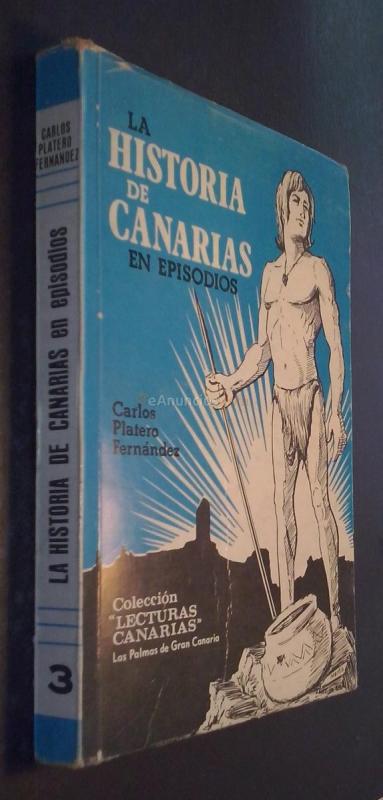 CARLOS
PLATERO
FERNANDEZ
LA HISTORIA DE CANARIAS en episodios
3
LA
HISTORIA
DE
CANARIAS
EN EPISODIOS
eAnuncios
Carlos
Platero
Fernández
Colección
"LECTURAS
CANARIAS"
Las Palmas de Gran Canaria